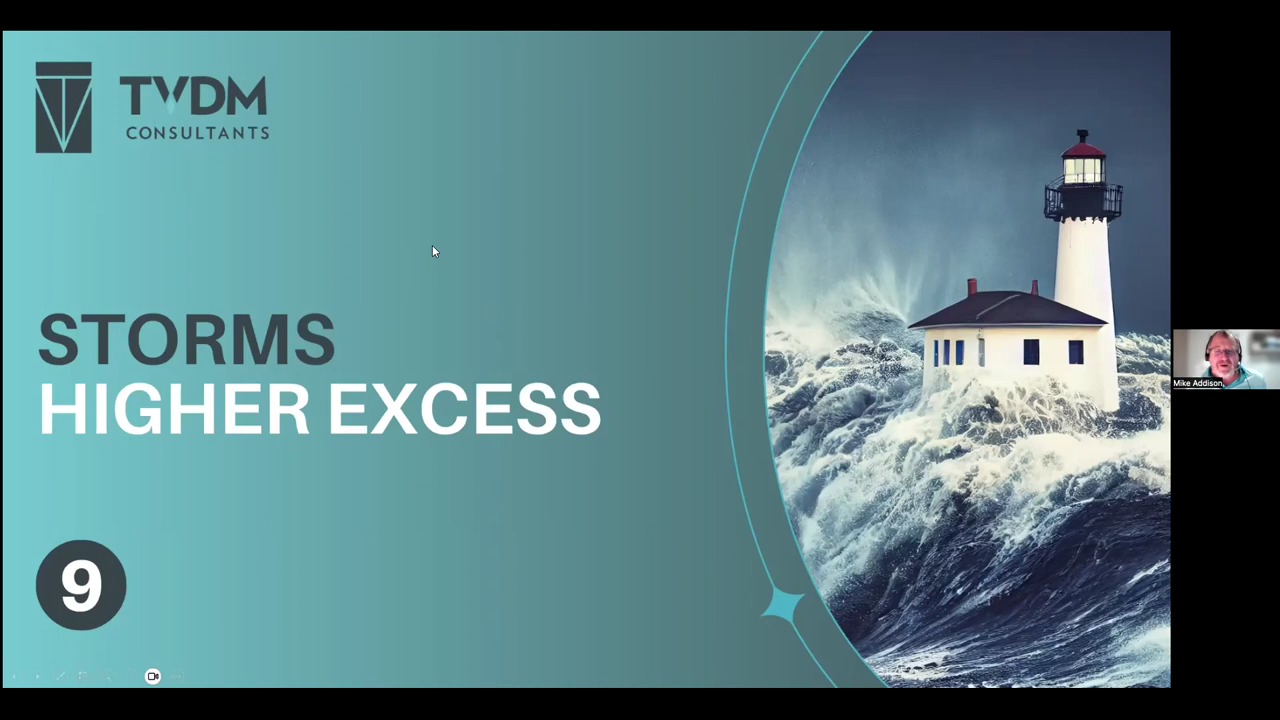 TVDM
CONSULTANTS
STORMS
HIGHER EXCESS
9
Mike Addison,